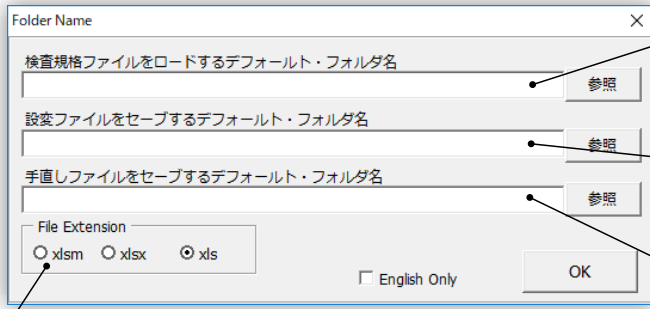 Folder Name
検査規格ファイルをロードするデフォールト・フォルダ名
参照
設変ファイルをセーブするデフォールト・フォルダ名
参照
手直しファイルをセーブするデフォールト・フォルダ名
参照
File Extension
xlsm xlsx xls
English Only
OK